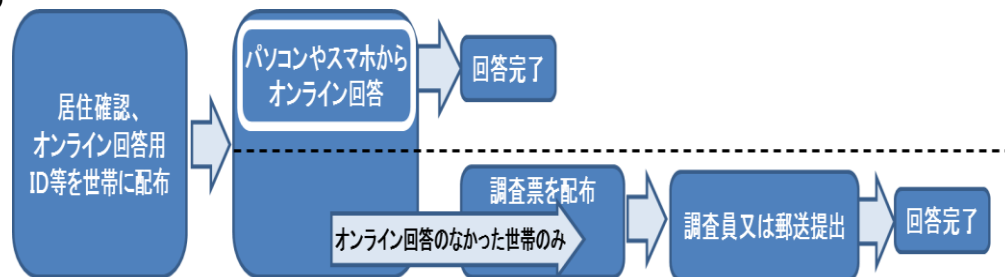 居住確認、
オンライン回答用
ID等を世帯に配布
パソコンやスマホから
オンライン回答
回答完了
オンライン回答のなかった世帯のみ
調査票を配布
調査員又は郵送提出
回答完了